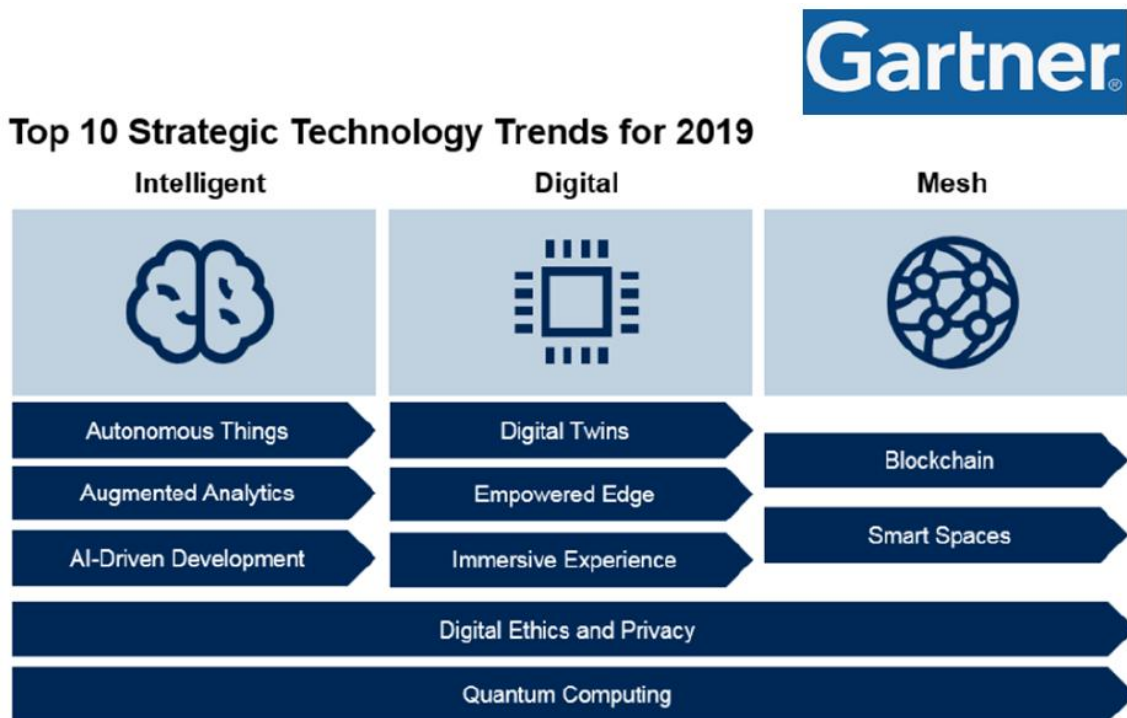 Gartner®
Top 10 Strategic Technology Trends for 2019
Intelligent
Digital
Mesh
Autonomous Things
Augmented Analytics
AI-Driven Development
Digital Twins
Empowered Edge
Immersive Experience
Blockchain
Smart Spaces
Digital Ethics and Privacy
Quantum Computing